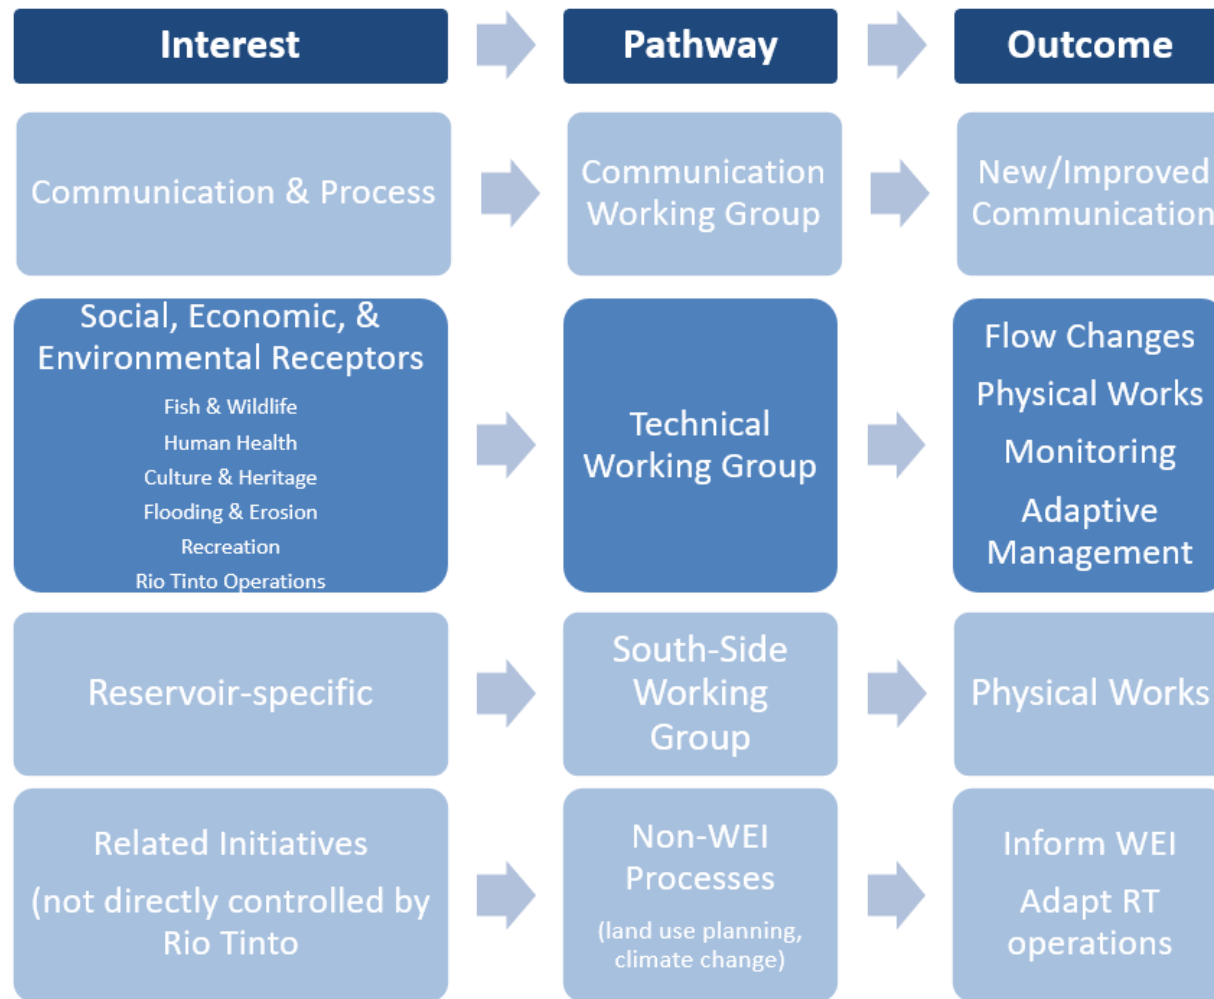 Interest
Pathway
Outcome
Communication & Process
Communication
Working Group
New/Improved
Communication
Social, Economic, &
Environmental Receptors
Fish & Wildlife
Human Health
Culture & Heritage
Flooding & Erosion
Recreation
Rio Tinto Operations
Technical
Working Group
Flow Changes
Physical Works
Monitoring
Adaptive
Management
Reservoir-specific
South-Side
Working
Group
Physical Works
Related Initiatives
(not directly controlled by
Rio Tinto
Non-WEI
Processes
(land use planning,
climate change)
Inform WEI
Adapt RT
operations